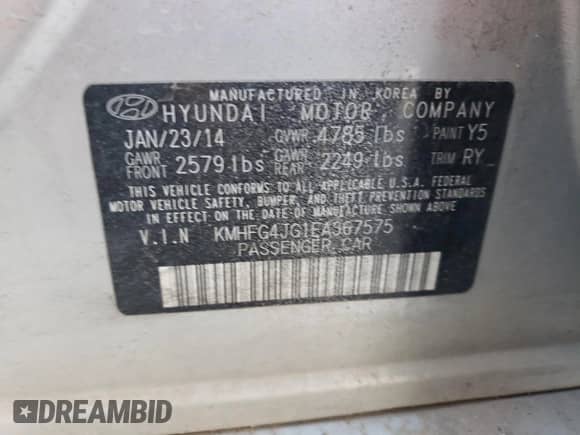 MANUFACTURED IN KOREA BY
HYUNDAI MOTOR COMPANY
JAN/23/14 GVWR 4785 lbs PAINT Y5
GAWR FRONT 2579 lbs GAWR REAR 2249 lbs TRIM RY
THIS VEHICLE CONFORMS TO ALL APPLICABLE U.S.A. FEDERAL
MOTOR VEHICLE SAFETY, BUMPER, AND THEFT PREVENTION STANDARDS
IN EFFECT ON THE DATE OF MANUFACTURE SHOWN ABOVE.
V.I.N KMHFG4JG1EA367575
PASSENGER CAR
DREAMBID